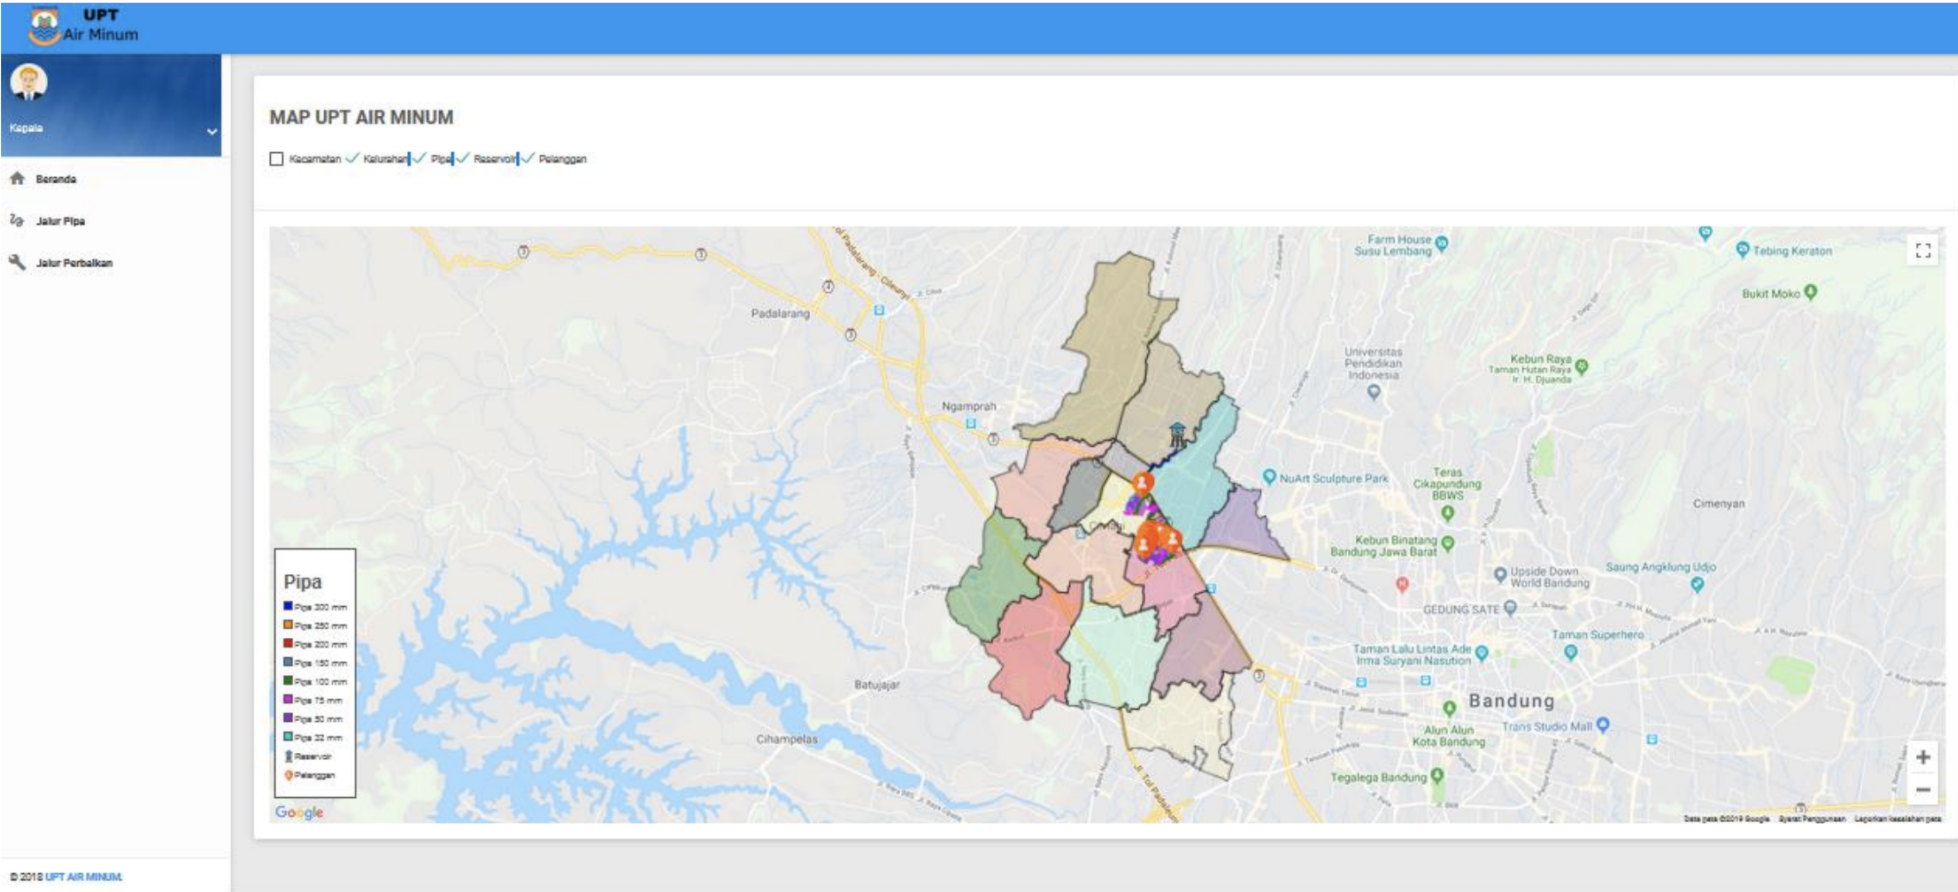 UPT
Air Minum
Kepala
Beranda
Jalur Pipa
Jalur Perbaikan
© 2018 UPT AIR MINUM.
MAP UPT AIR MINUM
Kecamatan Kelurahan Pipa Reservoir Pelanggan
Farm House
Susu Lembang
Tebing Keraton
Bukit Moko
Padalarang
Universitas
Pendidikan
Indonesia
Kebun Raya
Taman Hutan Raya
Ir. H. Djuanda
Ngamprah
NuArt Sculpture Park
Teras
Cikapundung
BBWS
Cimenyan
Cimahi
Kebun Binatang
Bandung Jawa Barat
Upside Down
World Bandung
Saung Angklung Udjo
GEDUNG SATE
Taman Superhero
Taman Lalu Lintas Ade
Irma Suryani Nasution
Batujajar
Bandung
Trans Studio Mall
Alun Alun
Kota Bandung
Cihampelas
Tegalega Bandung
Pipa
Pipa 300 mm
Pipa 250 mm
Pipa 200 mm
Pipa 150 mm
Pipa 100 mm
Pipa 75 mm
Pipa 50 mm
Pipa 32 mm
Reservoir
Pelanggan
Google
Data peta ©2019 Google Syarat Penggunaan Laporkan kesalahan peta